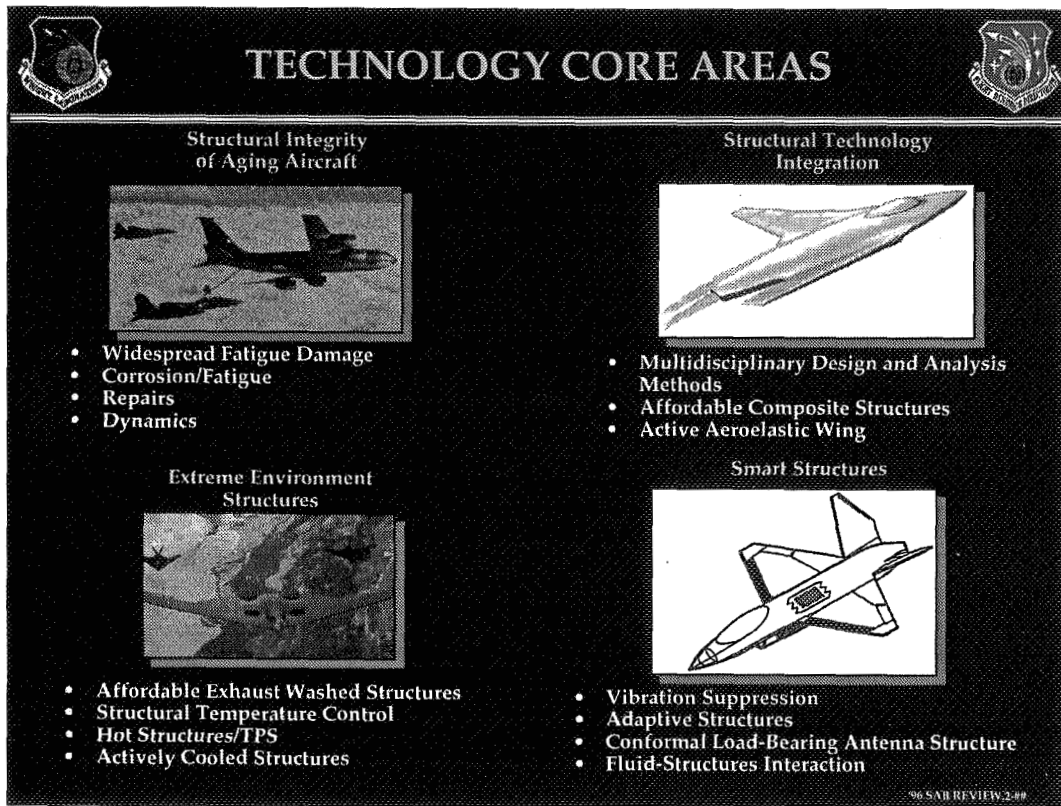 TECHNOLOGY CORE AREAS
Structural Integrity
of Aging Aircraft
• Widespread Fatigue Damage
• Corrosion/Fatigue
• Repairs
• Dynamics
Structural Technology
Integration
• Multidisciplinary Design and Analysis
Methods
• Affordable Composite Structures
• Active Aeroelastic Wing
Extreme Environment
Structures
• Affordable Exhaust Washed Structures
• Structural Temperature Control
• Hot Structures/TPS
• Actively Cooled Structures
Smart Structures
• Vibration Suppression
• Adaptive Structures
• Conformal Load-Bearing Antenna Structure
• Fluid-Structures Interaction
'96 SAB REVIEW.2-##